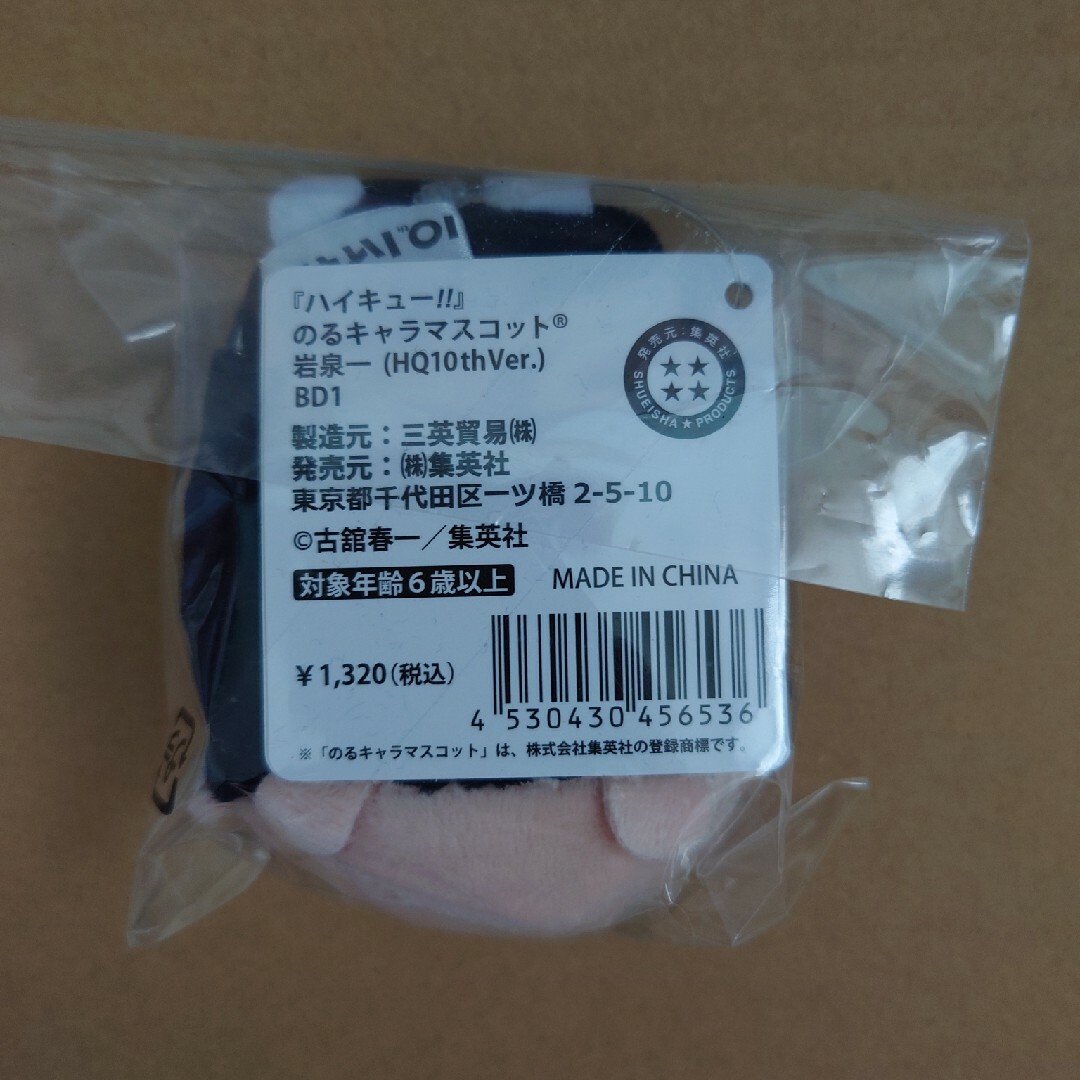 『ハイキュー!!』
のるキャラマスコット®
岩泉一 (HQ10thVer.)
BD1
発売元：集英社
SHUEISHA★PRODUCTS
製造元：三英貿易㈱
発売元：㈱集英社
東京都千代田区一ツ橋 2-5-10
©古舘春一／集英社
対象年齢6歳以上
MADE IN CHINA
￥1,320（税込）
4 530430 456536
※「のるキャラマスコット」は、株式会社集英社の登録商標です。